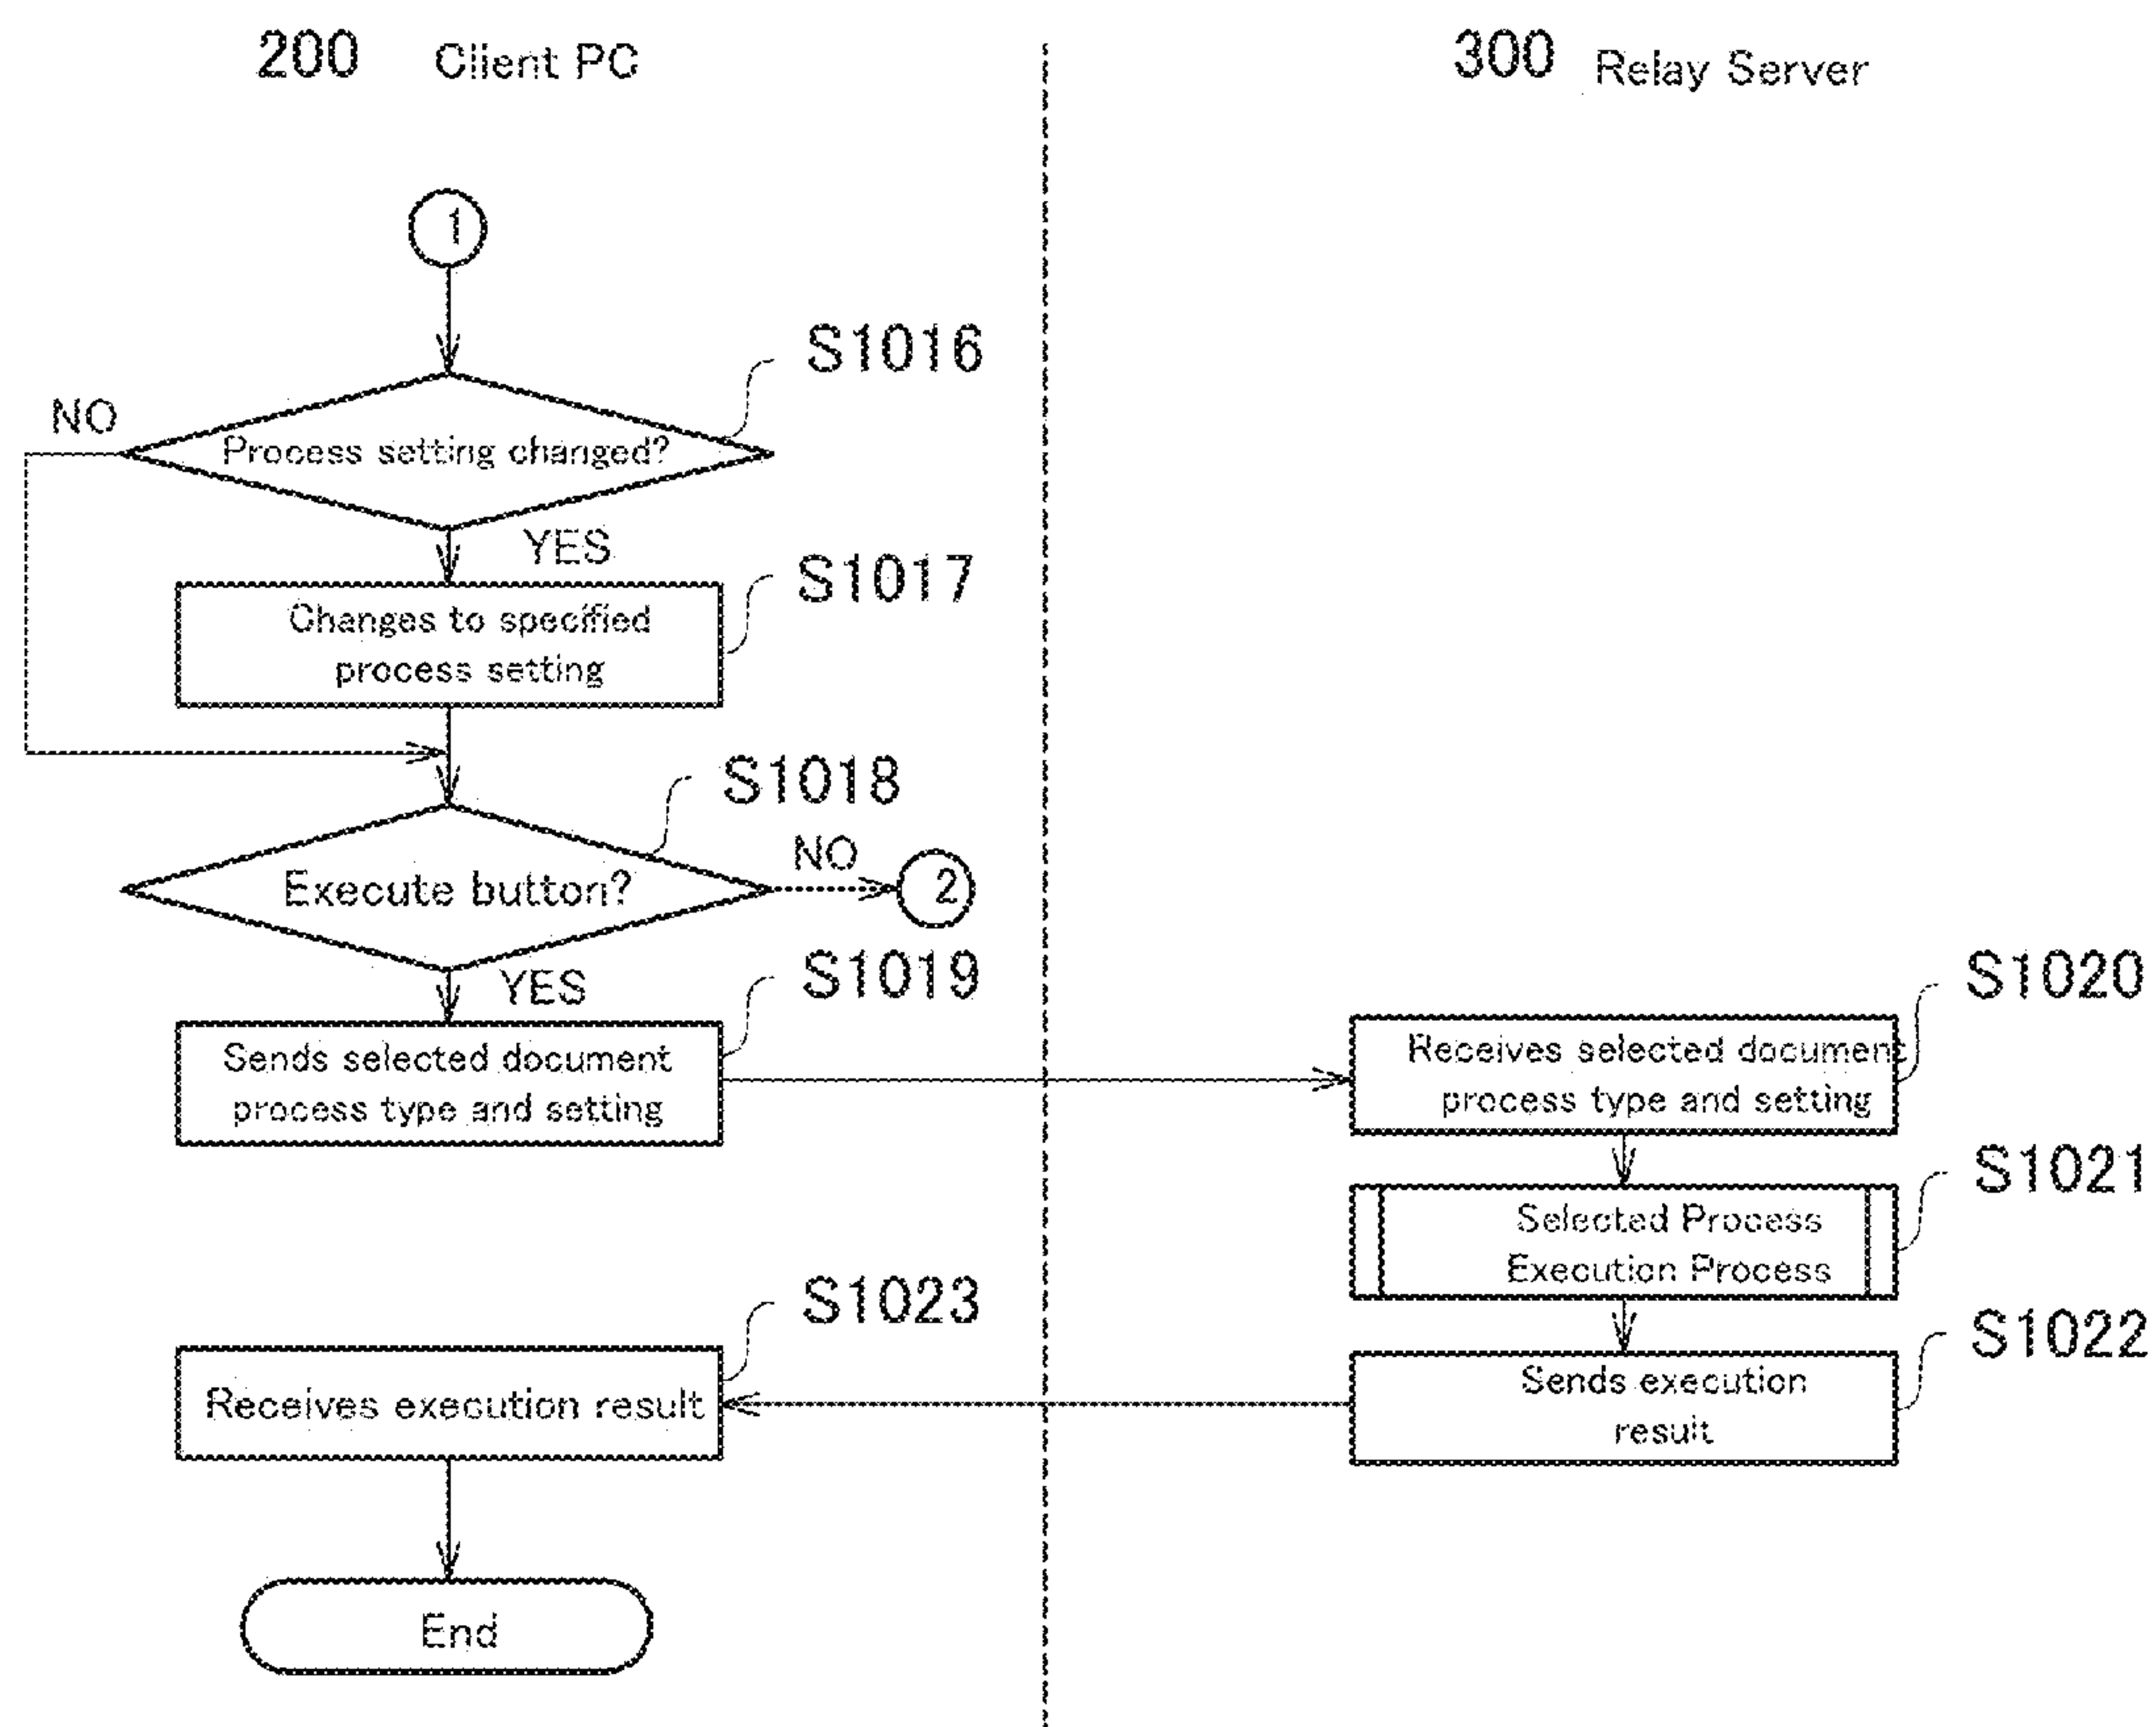 200 Client PC
300 Relay Server
1
S1016
NO
Process setting changed?
YES
S1017
Changes to specified
process setting
S1018
Execute button?
NO
2
YES
S1019
Sends selected document
process type and setting
S1020
Receives selected document
process type and setting
S1021
Selected Process
Execution Process
S1022
Sends execution
result
S1023
Receives execution result
End